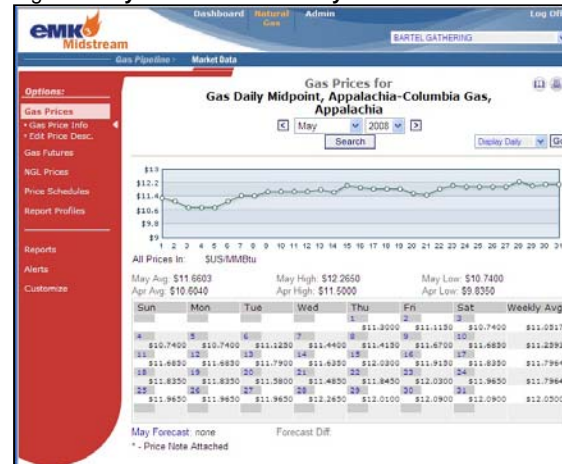 Dashboard Natural Gas Admin Log Off
eMK Midstream
BARTEL GATHERING
Gas Pipeline Market Data
Options:
Gas Prices
Gas Price Info
Edit Price Desc.
Gas Futures
NGL Prices
Price Schedules
Report Profiles
Reports
Alerts
Customize
Gas Prices for
Gas Daily Midpoint, Appalachia-Columbia Gas,
Appalachia
< May 2008 >
Search
Display Daily
$13
$12.2
$11.4
$10.6
$9.8
$9
1 2 3 4 5 6 7 8 9 10 11 12 13 14 15 16 17 18 19 20 21 22 23 24 25 26 27 28 29 30 31
All Prices In: $US/MMBtu
May Avg: $11.6603 May High: $12.2650 May Low: $10.7400
Apr Avg: $10.6040 Apr High: $11.5000 Apr Low: $9.8350
Sun Mon Tue Wed Thu Fri Sat Weekly Avg
1 2 3
$11.3000 $11.1150 $10.7400 $11.0517
4 5 6 7 8 9 10
$10.7400 $10.7400 $11.1250 $11.4400 $11.4150 $11.6700 $11.6850 $11.2593
11 12 13 14 15 16 17
$11.6850 $11.6850 $11.7900 $11.6350 $12.0300 $11.9150 $11.8350 $11.7964
18 19 20 21 22 23 24
$11.8350 $11.8350 $11.5800 $11.4850 $11.8450 $12.0300 $11.9650 $11.7964
25 26 27 28 29 30 31
$11.9650 $11.9650 $11.9650 $12.2650 $12.0100 $12.0900 $12.0900 $12.0500
May Forecast: none Forecast Diff:
* - Price Note Attached